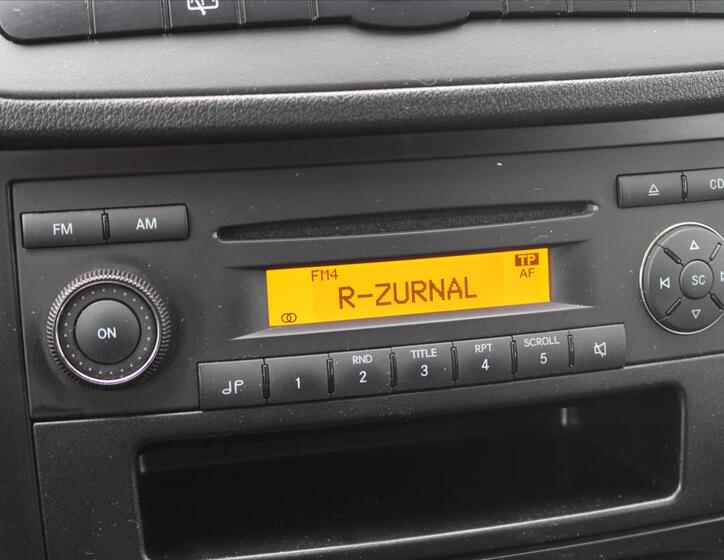 FM AM
CD
FM4 TP
R-ZURNAL AF
ON
SC
1 RND 2 TITLE 3 RPT 4 SCROLL 5